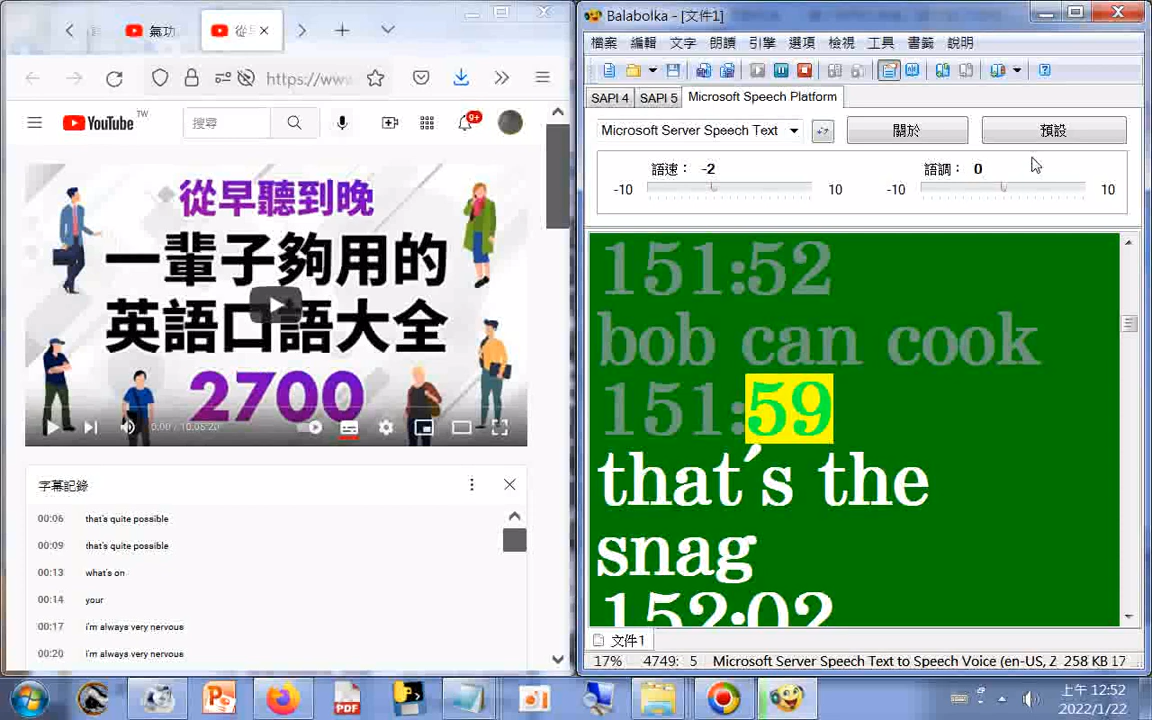 氣功
從
https://www
YouTube TW
搜尋
9+
從早聽到晚
一輩子夠用的
英語口語大全
2700
0:00 / 10:05:20
字幕記錄
00:06 that's quite possible
00:09 that's quite possible
00:13 what's on
00:14 your
00:17 i'm always very nervous
00:20 i'm always very nervous
Balabolka - [文件1]
檔案 編輯 文字 朗讀 引擎 選項 檢視 工具 書籤 說明
SAPI 4 SAPI 5 Microsoft Speech Platform
Microsoft Server Speech Text
關於
預設
語速： -2
語調： 0
-10 10 -10 10
151:52
bob can cook
151:59
that's the
snag
152:02
文件1
17% 4749: 5 Microsoft Server Speech Text to Speech Voice (en-US, 2 258 KB 17
PDF
上午 12:52
2022/1/22